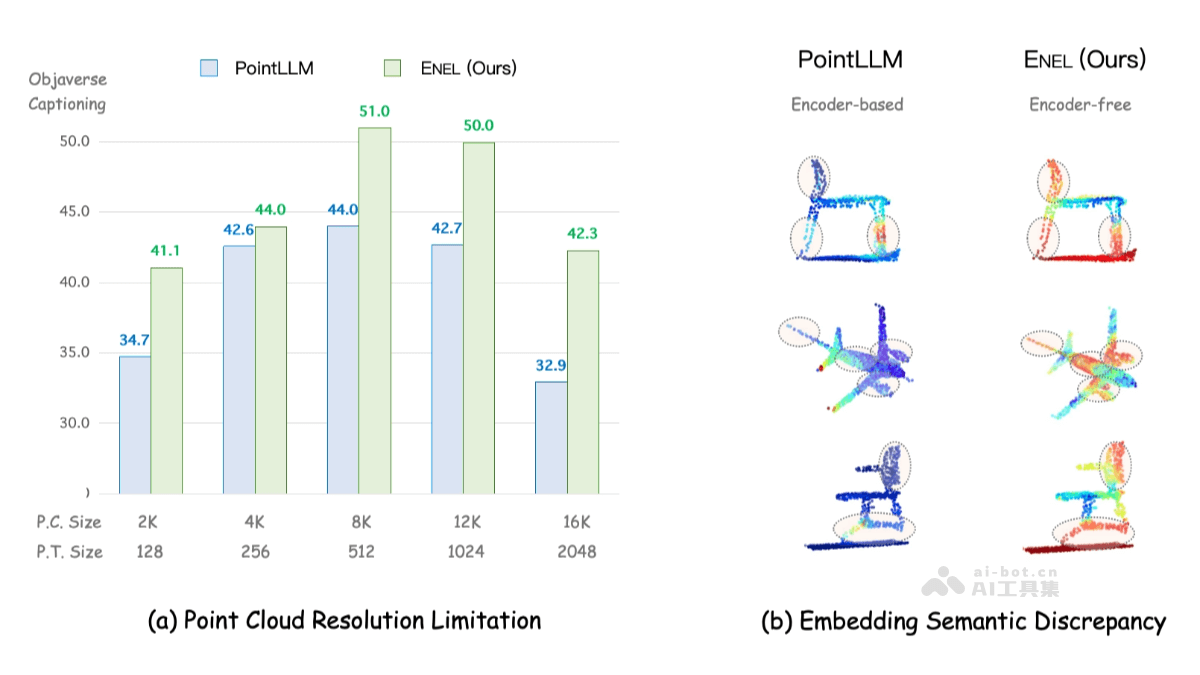 PointLLM
ENEL (Ours)
Objaverse
Captioning
50.0
45.0
40.0
35.0
30.0
)
34.7
41.1
42.6
44.0
44.0
51.0
42.7
50.0
32.9
42.3
P.C. Size 2K 4K 8K 12K 16K
P.T. Size 128 256 512 1024 2048
(a) Point Cloud Resolution Limitation
PointLLM
ENEL (Ours)
Encoder-based
Encoder-free
ai-bot.cn
AI工具集
(b) Embedding Semantic Discrepancy